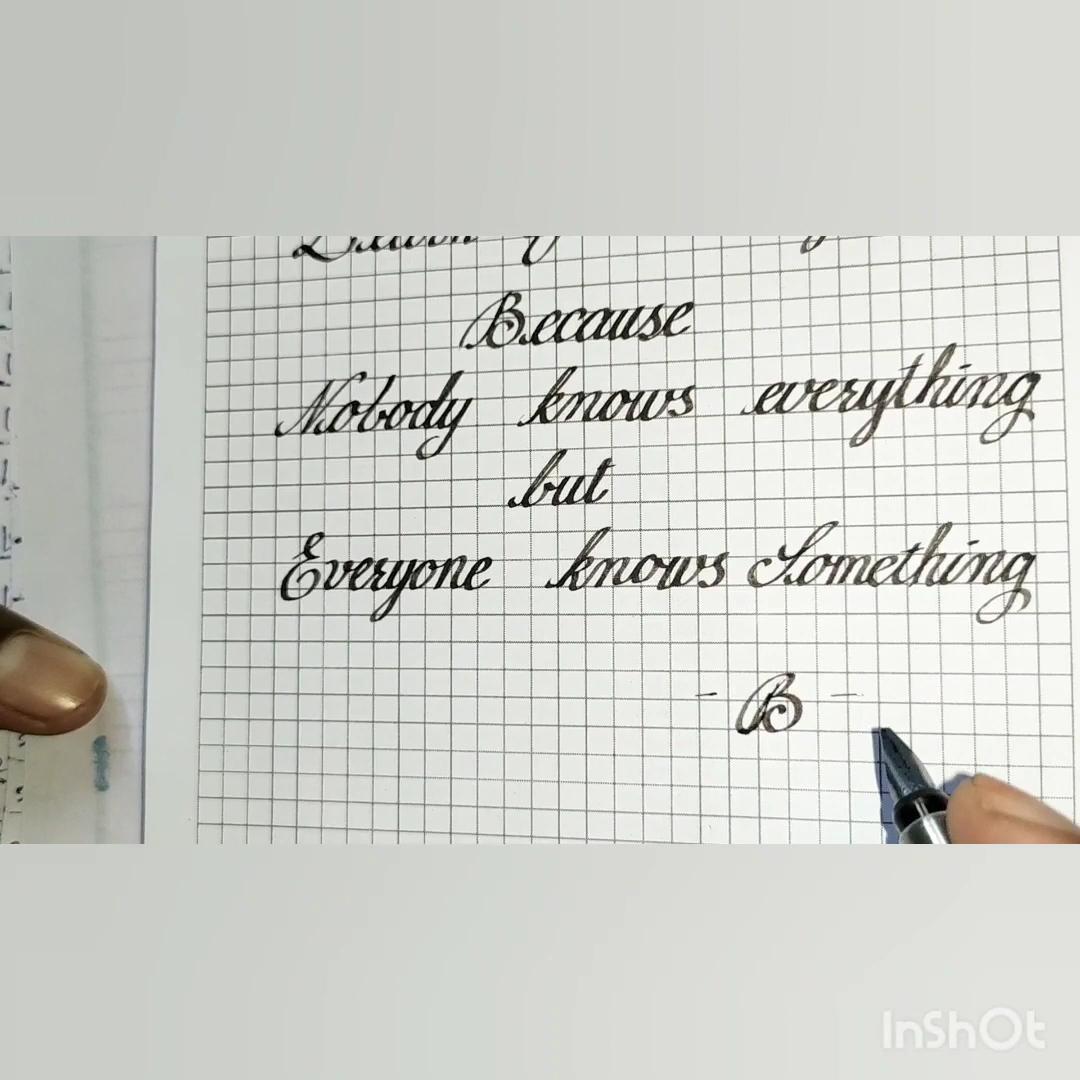 Because
Nobody knows everything
but
Everyone knows Something
- B -
InShOt